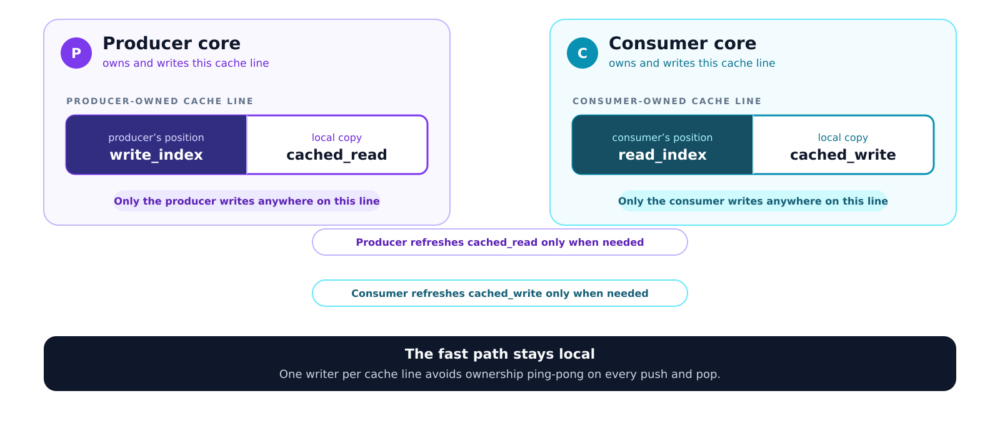 P
Producer core
owns and writes this cache line
PRODUCER-OWNED CACHE LINE
producer’s position
write_index
local copy
cached_read
Only the producer writes anywhere on this line
C
Consumer core
owns and writes this cache line
CONSUMER-OWNED CACHE LINE
consumer’s position
read_index
local copy
cached_write
Only the consumer writes anywhere on this line
Producer refreshes cached_read only when needed
Consumer refreshes cached_write only when needed
The fast path stays local
One writer per cache line avoids ownership ping-pong on every push and pop.